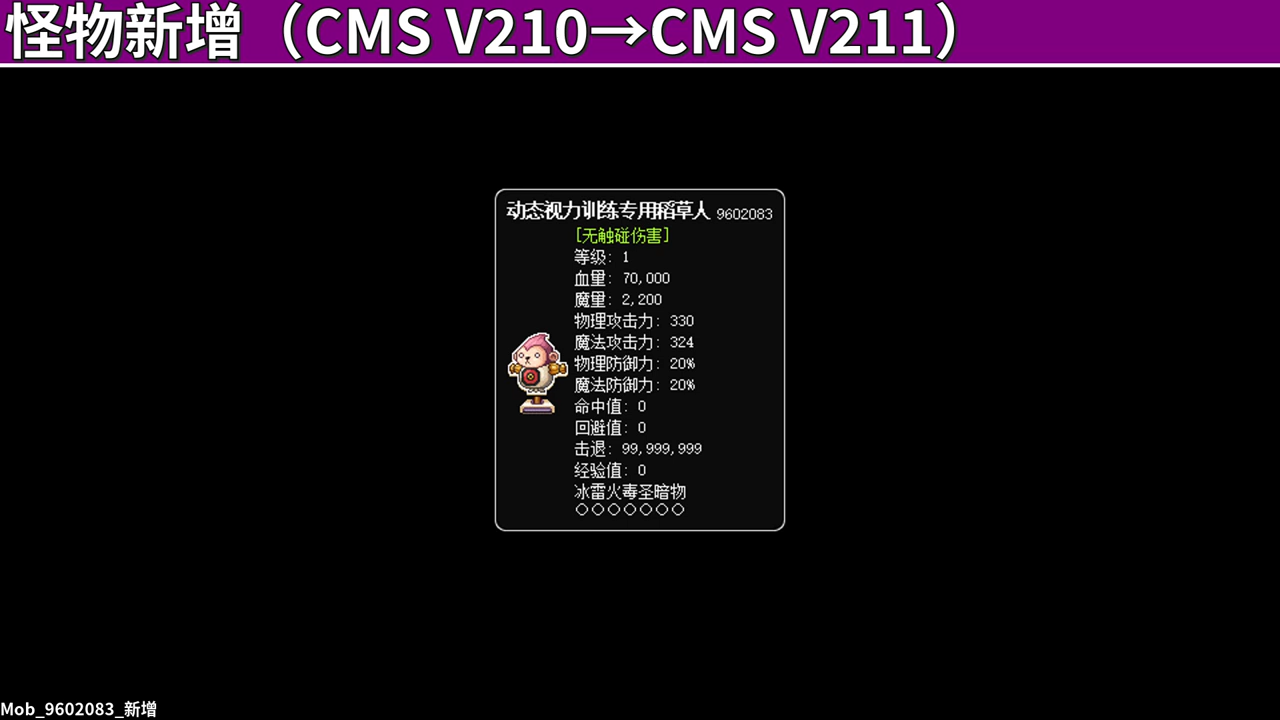 怪物新增（CMS V210→CMS V211）
动态视力训练专用稻草人 9602083
[无触碰伤害]
等级: 1
血量: 70,000
魔量: 2,200
物理攻击力: 330
魔法攻击力: 324
物理防御力: 20%
魔法防御力: 20%
命中值: 0
回避值: 0
击退: 99,999,999
经验值: 0
冰雷火毒圣暗物
○○○○○○○
Mob_9602083_新增